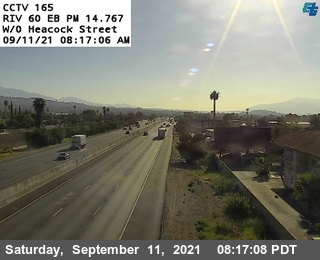 CCTV 165
RIV 60 EB PM 14.767
W/O Heacock Street
09/11/21 08:17:06 AM
Saturday, September 11, 2021 08:17:08 PDT